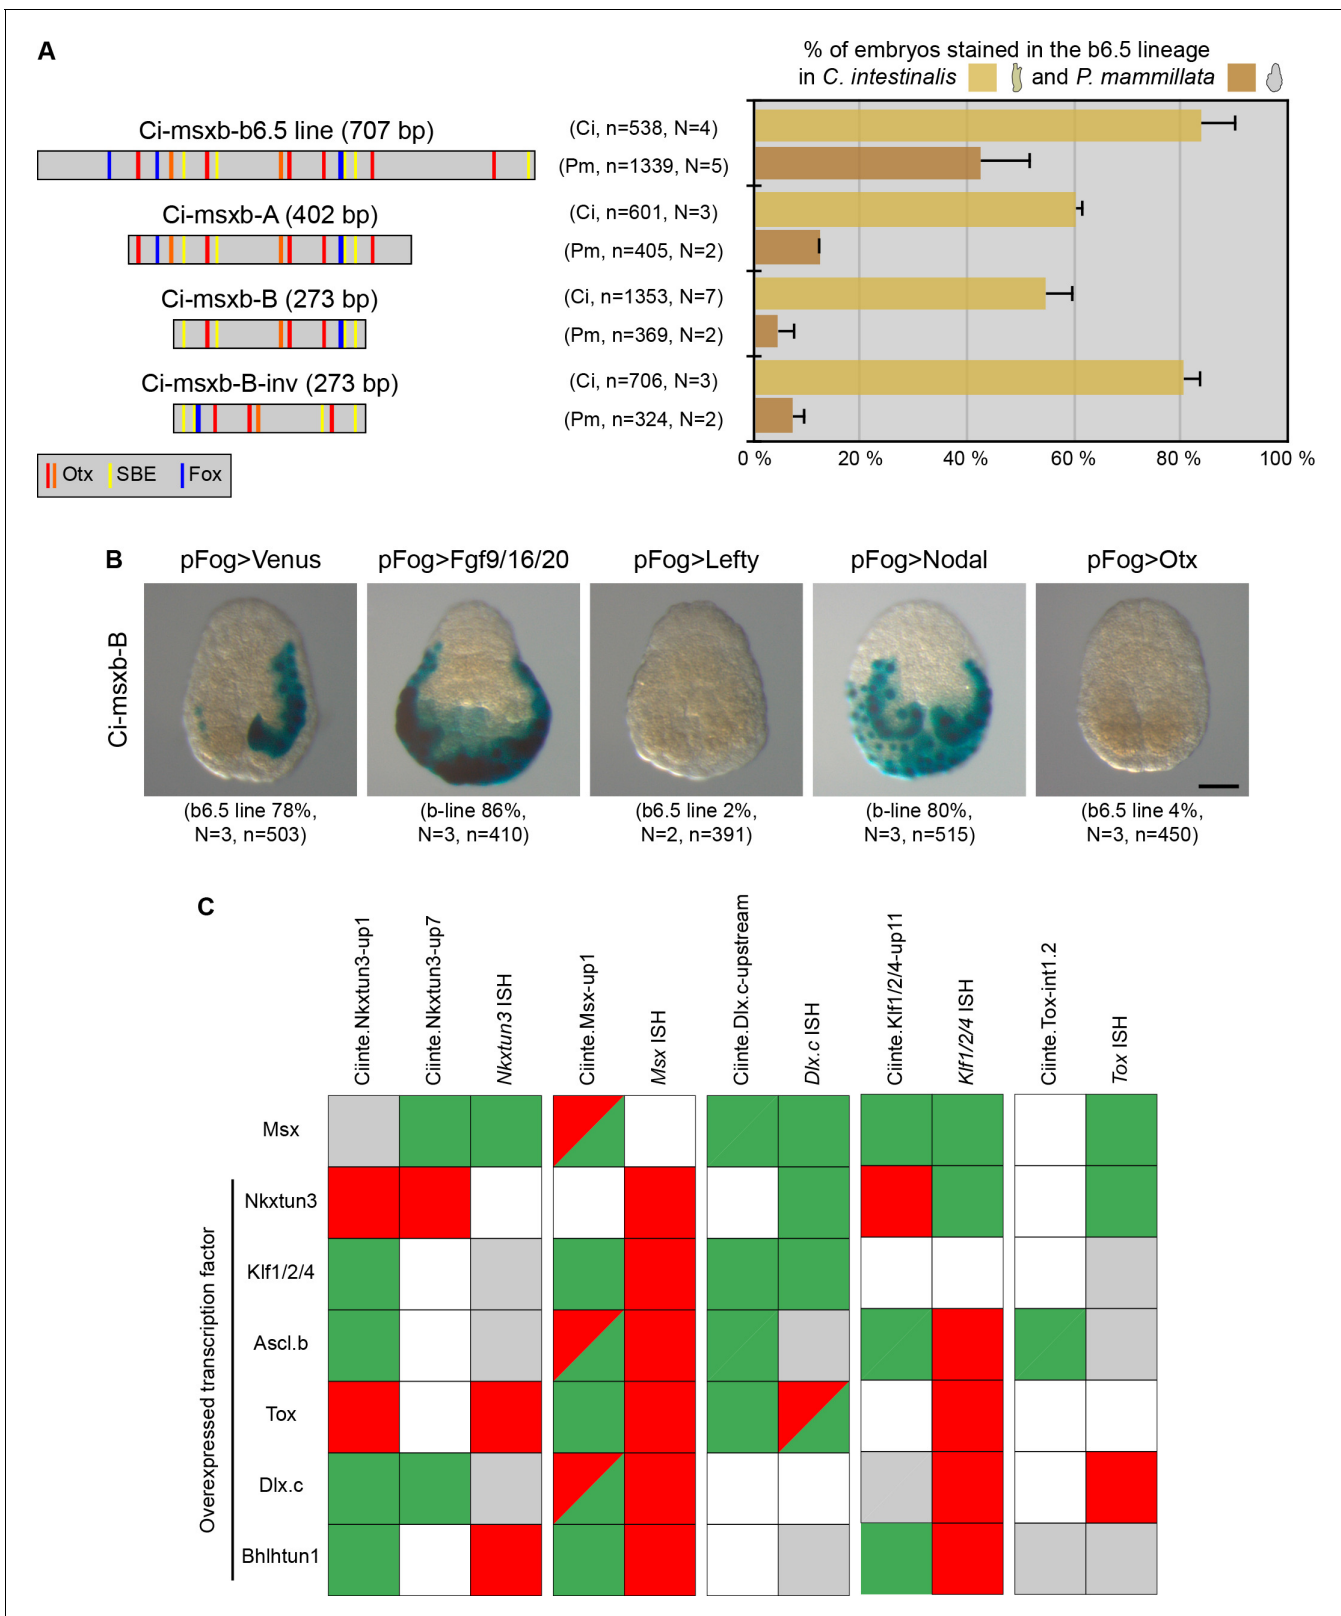 A
% of embryos stained in the b6.5 lineage
in C. intestinalis and P. mammillata
Ci-msxb-b6.5 line (707 bp)
(Ci, n=538, N=4)
(Pm, n=1339, N=5)
Ci-msxb-A (402 bp)
(Ci, n=601, N=3)
(Pm, n=405, N=2)
Ci-msxb-B (273 bp)
(Ci, n=1353, N=7)
(Pm, n=369, N=2)
Ci-msxb-B-inv (273 bp)
(Ci, n=706, N=3)
(Pm, n=324, N=2)
0 % 20 % 40 % 60 % 80 % 100 %
Otx SBE Fox
B
pFog>Venus pFog>Fgf9/16/20 pFog>Lefty pFog>Nodal pFog>Otx
Ci-msxb-B
(b6.5 line 78%, (b-line 86%, (b6.5 line 2%, (b-line 80%, (b6.5 line 4%,
N=3, n=503) N=3, n=410) N=2, n=391) N=3, n=515) N=3, n=450)
C
Ciinte.Nkxtun3-up1
Ciinte.Nkxtun3-up7
Nkxtun3 ISH
Ciinte.Msx-up1
Msx ISH
Ciinte.Dlx.c-upstream
Dlx.c ISH
Ciinte.Klf1/2/4-up11
Klf1/2/4 ISH
Ciinte.Tox-int1.2
Tox ISH
Overexpressed transcription factor
Msx
Nkxtun3
Klf1/2/4
Ascl.b
Tox
Dlx.c
Bhlhtun1